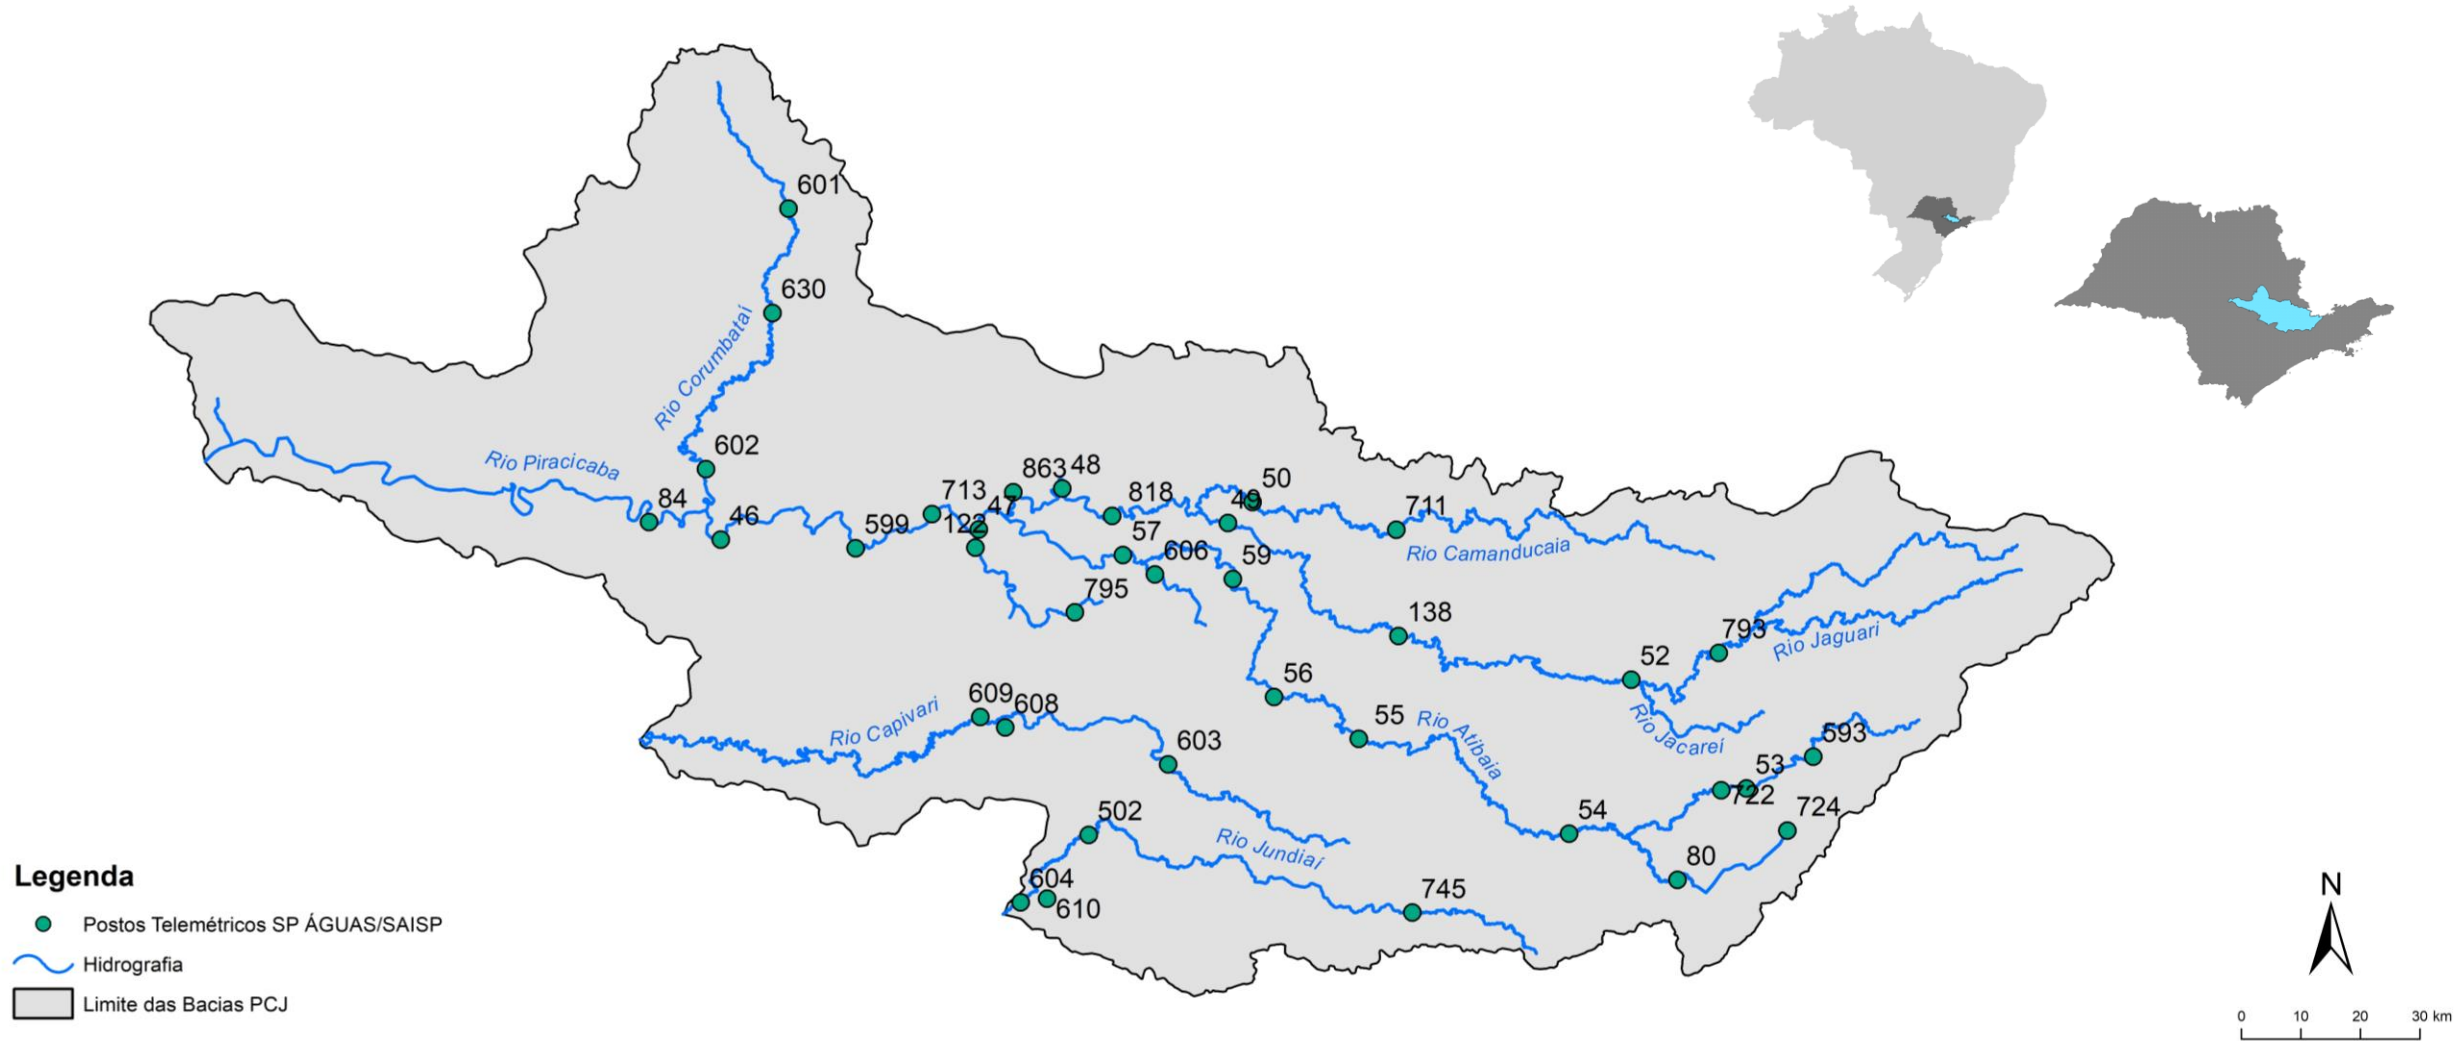 601
630
Rio Corumbataí
602
Rio Piracicaba
84
46
599
713
122
47
863
48
818
57
49
50
711
Rio Camanducaia
606
59
795
138
52
793
Rio Jaguari
Rio Jacareí
56
55
Rio Atibaia
593
53
722
724
54
80
609
608
Rio Capivari
603
502
Rio Jundiaí
604
610
745
Legenda
Postos Telemétricos SP ÁGUAS/SAISP
Hidrografia
Limite das Bacias PCJ
N
0 10 20 30 km